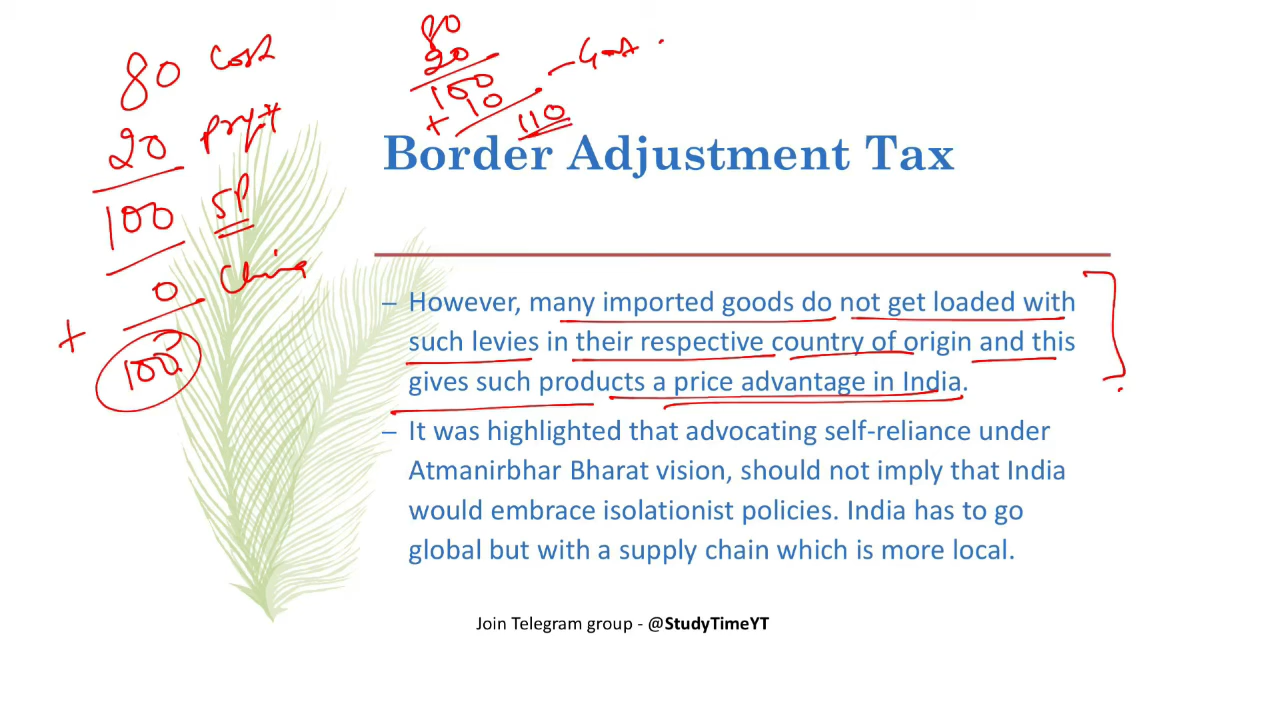 80 Cost
20 Profit
100 SP
0 China
+
100
80
20
100
+ 10
110
Border Adjustment Tax
– However, many imported goods do not get loaded with
such levies in their respective country of origin and this
gives such products a price advantage in India.
– It was highlighted that advocating self-reliance under
Atmanirbhar Bharat vision, should not imply that India
would embrace isolationist policies. India has to go
global but with a supply chain which is more local.
Join Telegram group - @StudyTimeYT